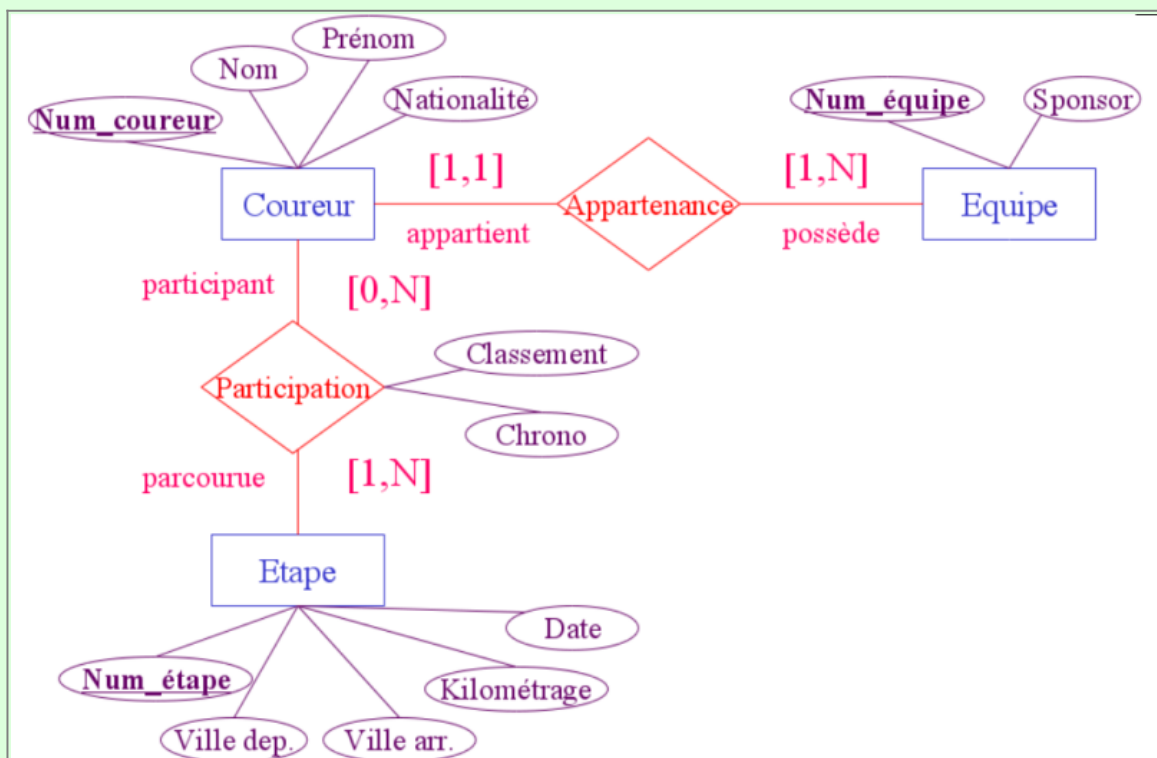 Prénom
Nom
Nationalité
Num_coureur
Num_équipe
Sponsor
[1,1]
[1,N]
Coureur
Appartenance
Equipe
appartient
possède
participant
[0,N]
Classement
Participation
Chrono
parcourue
[1,N]
Etape
Date
Num_étape
Kilométrage
Ville dep.
Ville arr.